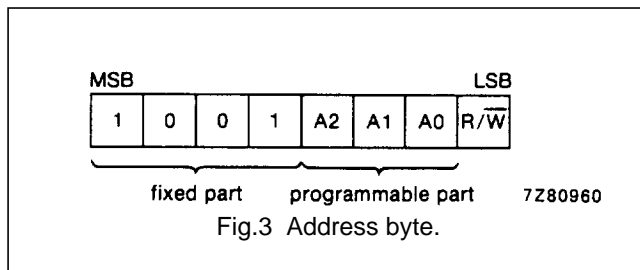 MSB LSB
1 0 0 1 A2 A1 A0 R/W̅
fixed part programmable part 7Z80960
Fig.3 Address byte.